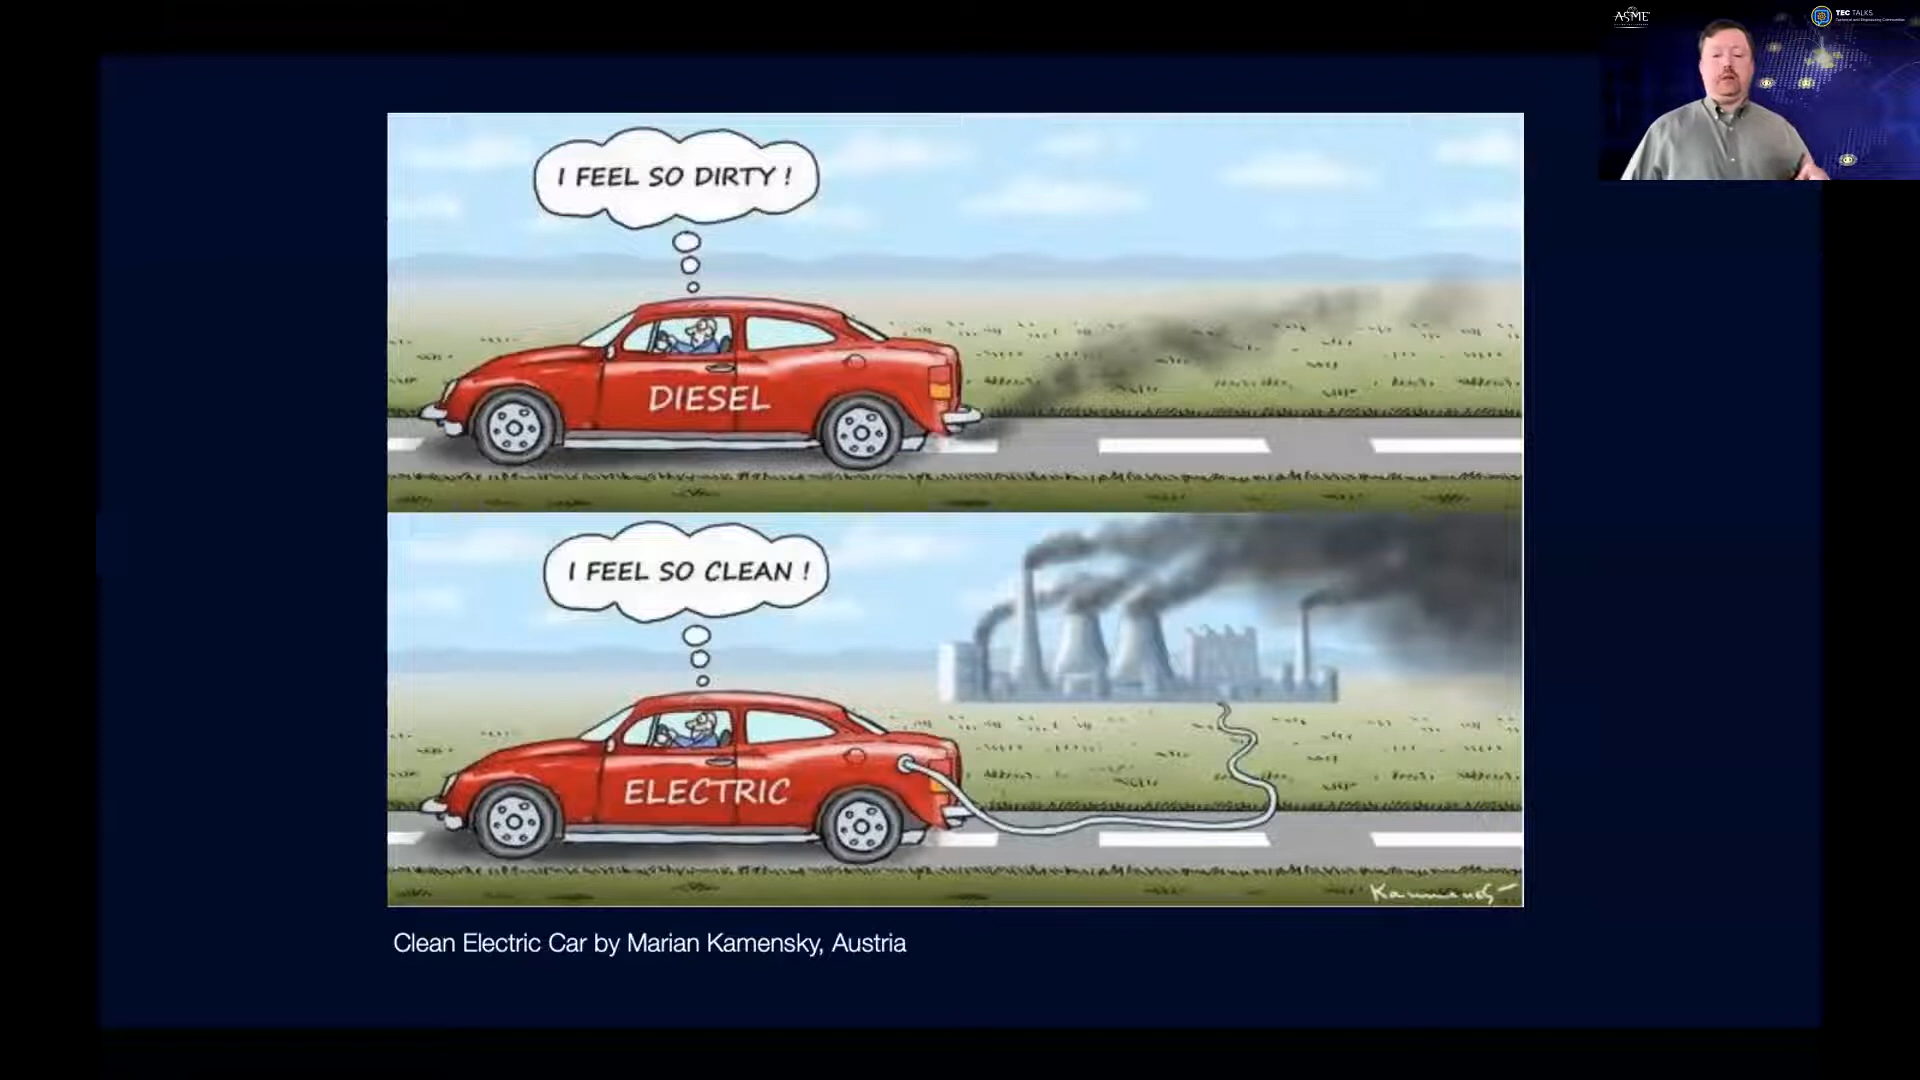 ASME
TEC TALKS
I FEEL SO DIRTY !
DIESEL
I FEEL SO CLEAN !
ELECTRIC
Clean Electric Car by Marian Kamensky, Austria